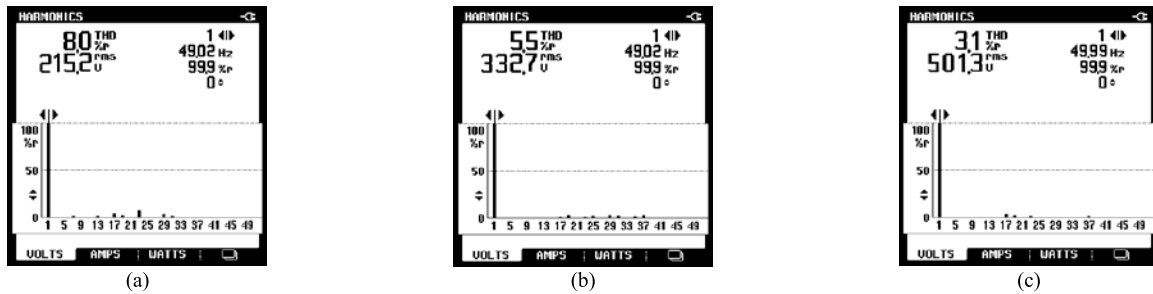 HARMONICS
8,0 THD %r
1
215,2 rms V
49,02 Hz
99,9 %r
0
100
%r
50
0
1 5 9 13 17 21 25 29 33 37 41 45 49
VOLTS AMPS WATTS
(a)
HARMONICS
5,5 THD %r
1
332,7 rms V
49,02 Hz
99,9 %r
0
100
%r
50
0
1 5 9 13 17 21 25 29 33 37 41 45 49
VOLTS AMPS WATTS
(b)
HARMONICS
3,1 THD %r
1
501,3 rms V
49,99 Hz
99,9 %r
0
100
%r
50
0
1 5 9 13 17 21 25 29 33 37 41 45 49
VOLTS AMPS WATTS
(c)